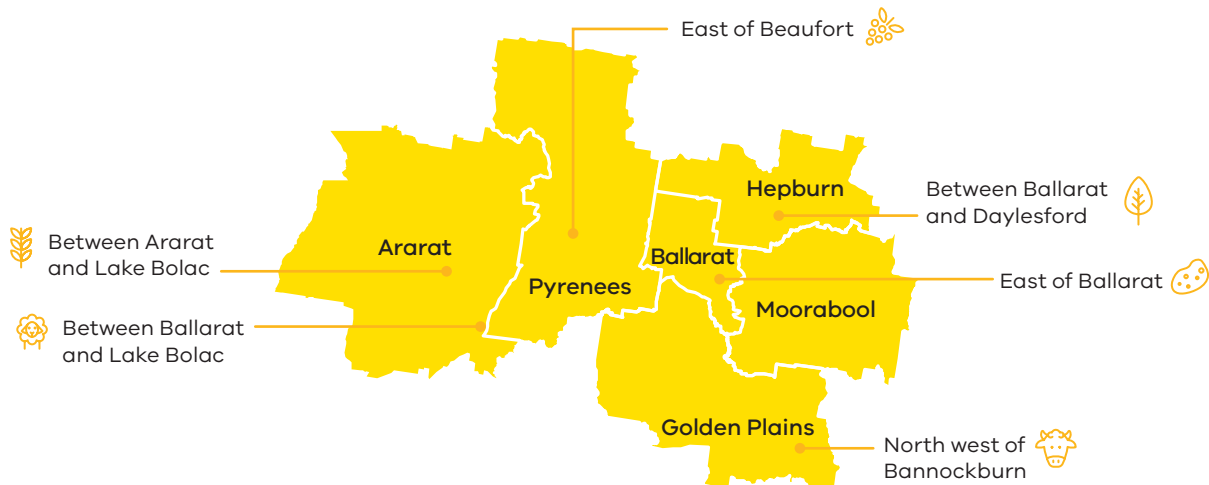 East of Beaufort
Hepburn
Between Ballarat
and Daylesford
Between Ararat
and Lake Bolac
Ararat
Ballarat
Pyrenees
East of Ballarat
Moorabool
Between Ballarat
and Lake Bolac
Golden Plains
North west of
Bannockburn